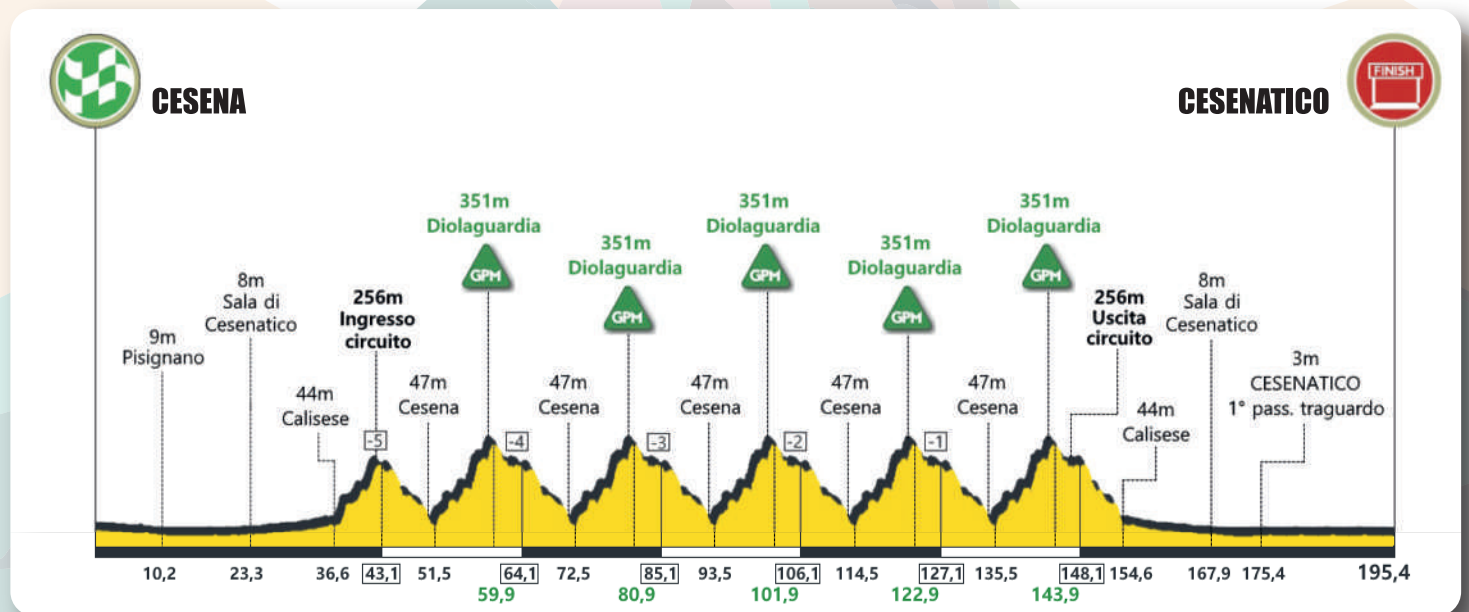 CESENA
CESENATICO
FINISH
351m
Diolaguardia
GPM
351m
Diolaguardia
GPM
351m
Diolaguardia
GPM
351m
Diolaguardia
GPM
351m
Diolaguardia
GPM
9m
Pisignano
8m
Sala di
Cesenatico
44m
Calisese
256m
Ingresso
circuito
47m
Cesena
47m
Cesena
47m
Cesena
47m
Cesena
47m
Cesena
256m
Uscita
circuito
44m
Calisese
8m
Sala di
Cesenatico
3m
CESENATICO
1° pass. traguardo
-5
-4
-3
-2
-1
10,2 23,3 36,6 43,1 51,5 64,1 72,5 85,1 93,5 106,1 114,5 127,1 135,5 148,1 154,6 167,9 175,4 195,4
59,9 80,9 101,9 122,9 143,9